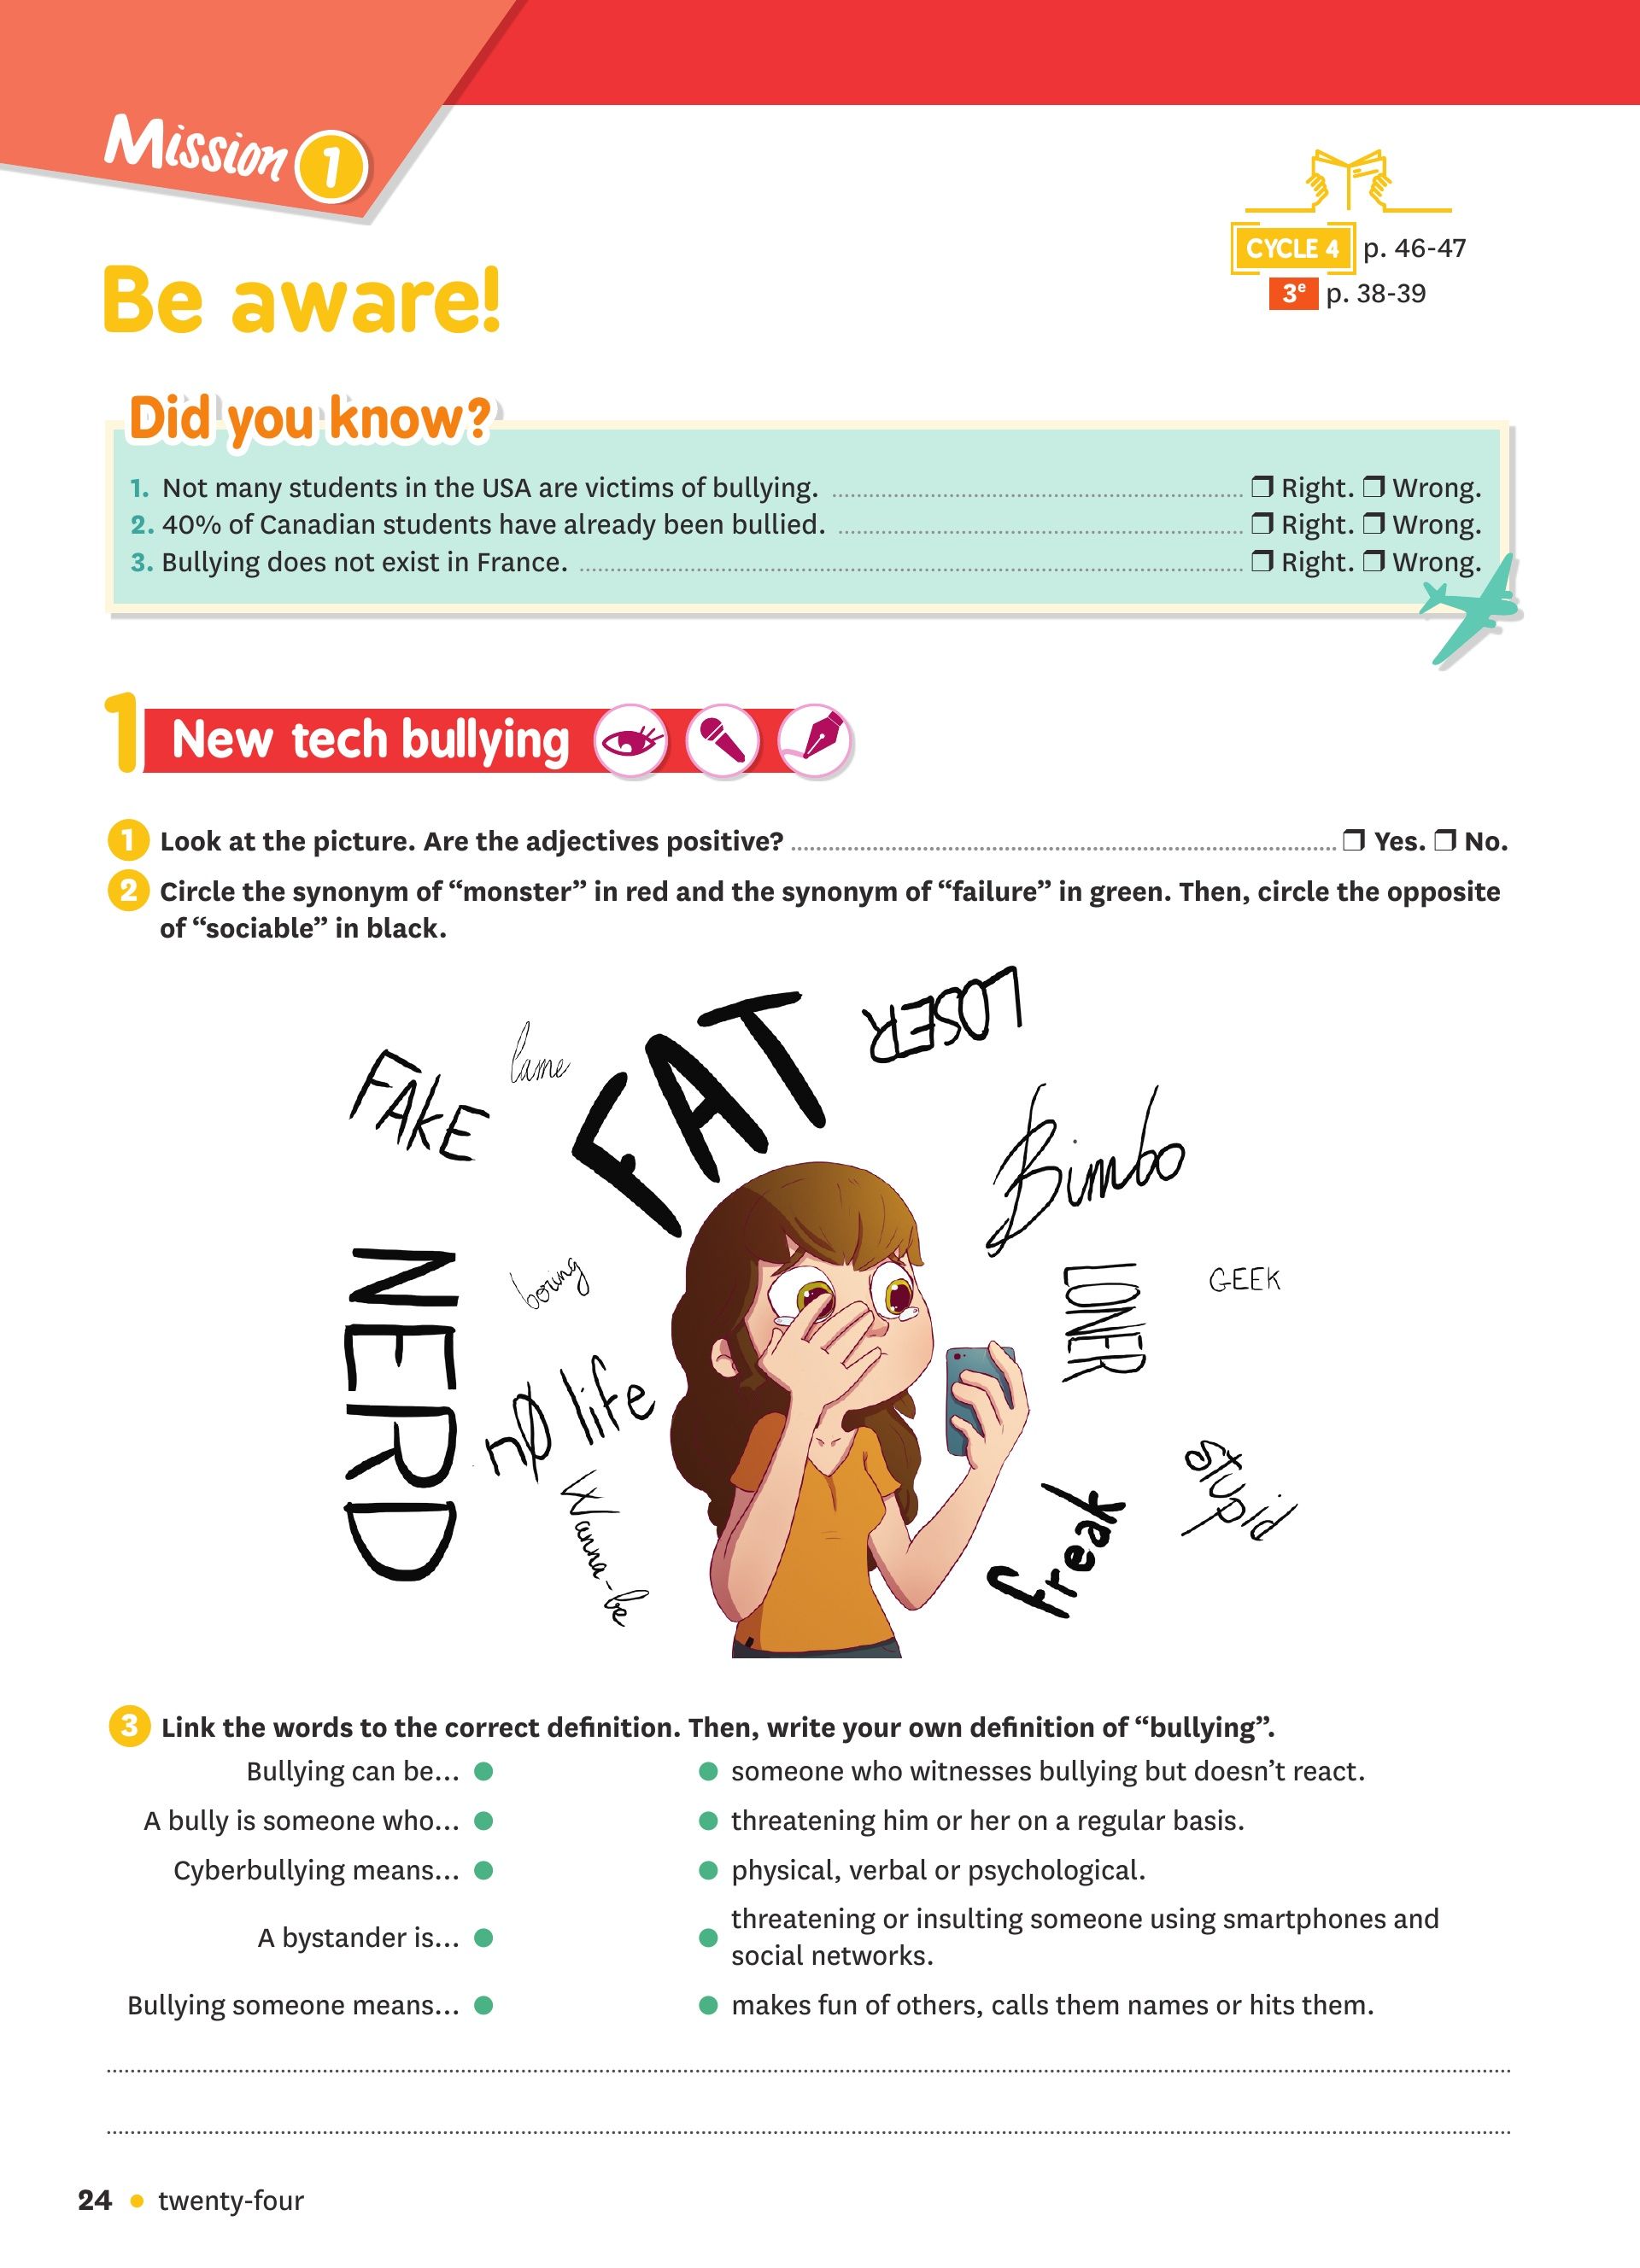 Mission 1
CYCLE 4 p. 46-47
3e p. 38-39
Be aware!
Did you know?
1. Not many students in the USA are victims of bullying. ❒ Right. ❒ Wrong.
2. 40% of Canadian students have already been bullied. ❒ Right. ❒ Wrong.
3. Bullying does not exist in France. ❒ Right. ❒ Wrong.
1 New tech bullying
1 Look at the picture. Are the adjectives positive? ❒ Yes. ❒ No.
2 Circle the synonym of “monster” in red and the synonym of “failure” in green. Then, circle the opposite
of “sociable” in black.
LOSER
FAT
lame
FAKE
Bimbo
NERD
boring
LONER
GEEK
no life
stupid
Wanna-be
freak
3 Link the words to the correct definition. Then, write your own definition of “bullying”.
Bullying can be… ● ● someone who witnesses bullying but doesn’t react.
A bully is someone who… ● ● threatening him or her on a regular basis.
Cyberbullying means… ● ● physical, verbal or psychological.
A bystander is… ● ● threatening or insulting someone using smartphones and
social networks.
Bullying someone means… ● ● makes fun of others, calls them names or hits them.
24 • twenty-four